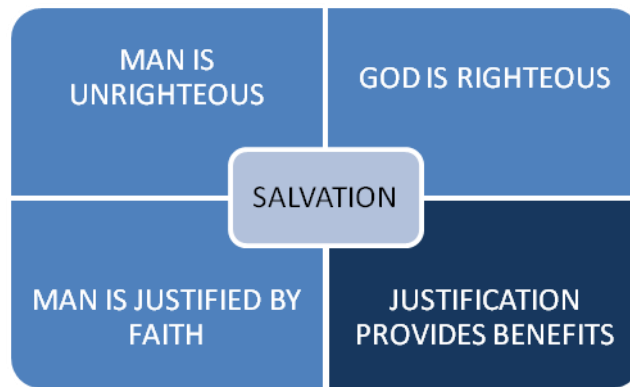 MAN IS
UNRIGHTEOUS
GOD IS RIGHTEOUS
SALVATION
MAN IS JUSTIFIED BY
FAITH
JUSTIFICATION
PROVIDES BENEFITS